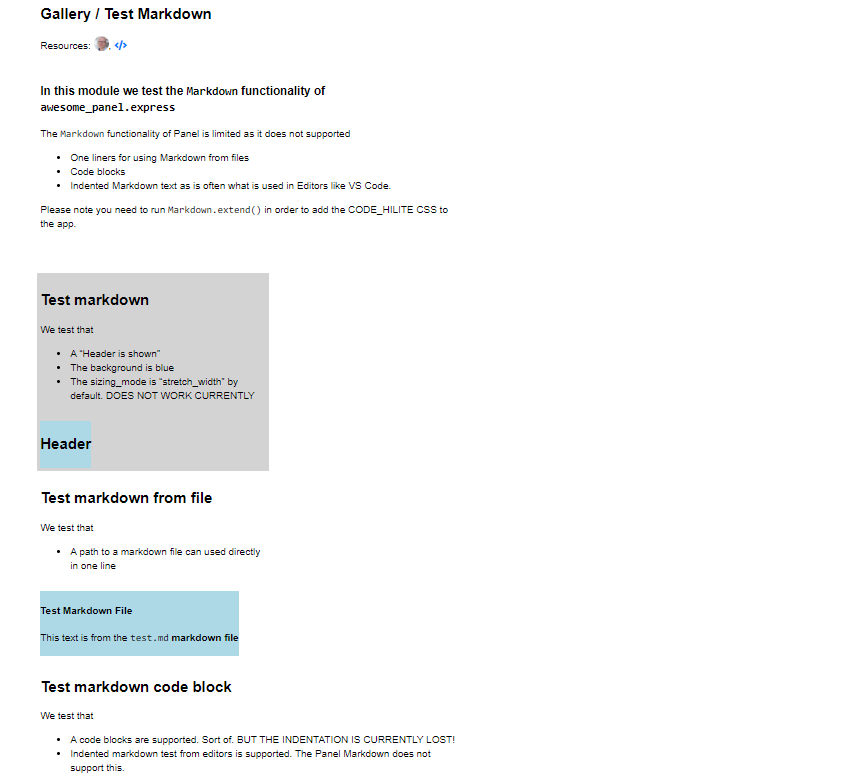 Gallery / Test Markdown
Resources: , </>
In this module we test the Markdown functionality of
awesome_panel.express
The Markdown functionality of Panel is limited as it does not supported
• One liners for using Markdown from files
• Code blocks
• Indented Markdown text as is often what is used in Editors like VS Code.
Please note you need to run Markdown.extend() in order to add the CODE_HILITE CSS to
the app.
Test markdown
We test that
• A "Header is shown"
• The background is blue
• The sizing_mode is "stretch_width" by
default. DOES NOT WORK CURRENTLY
Header
Test markdown from file
We test that
• A path to a markdown file can used directly
in one line
Test Markdown File
This text is from the test.md markdown file
Test markdown code block
We test that
• A code blocks are supported. Sort of. BUT THE INDENTATION IS CURRENTLY LOST!
• Indented markdown test from editors is supported. The Panel Markdown does not
support this.